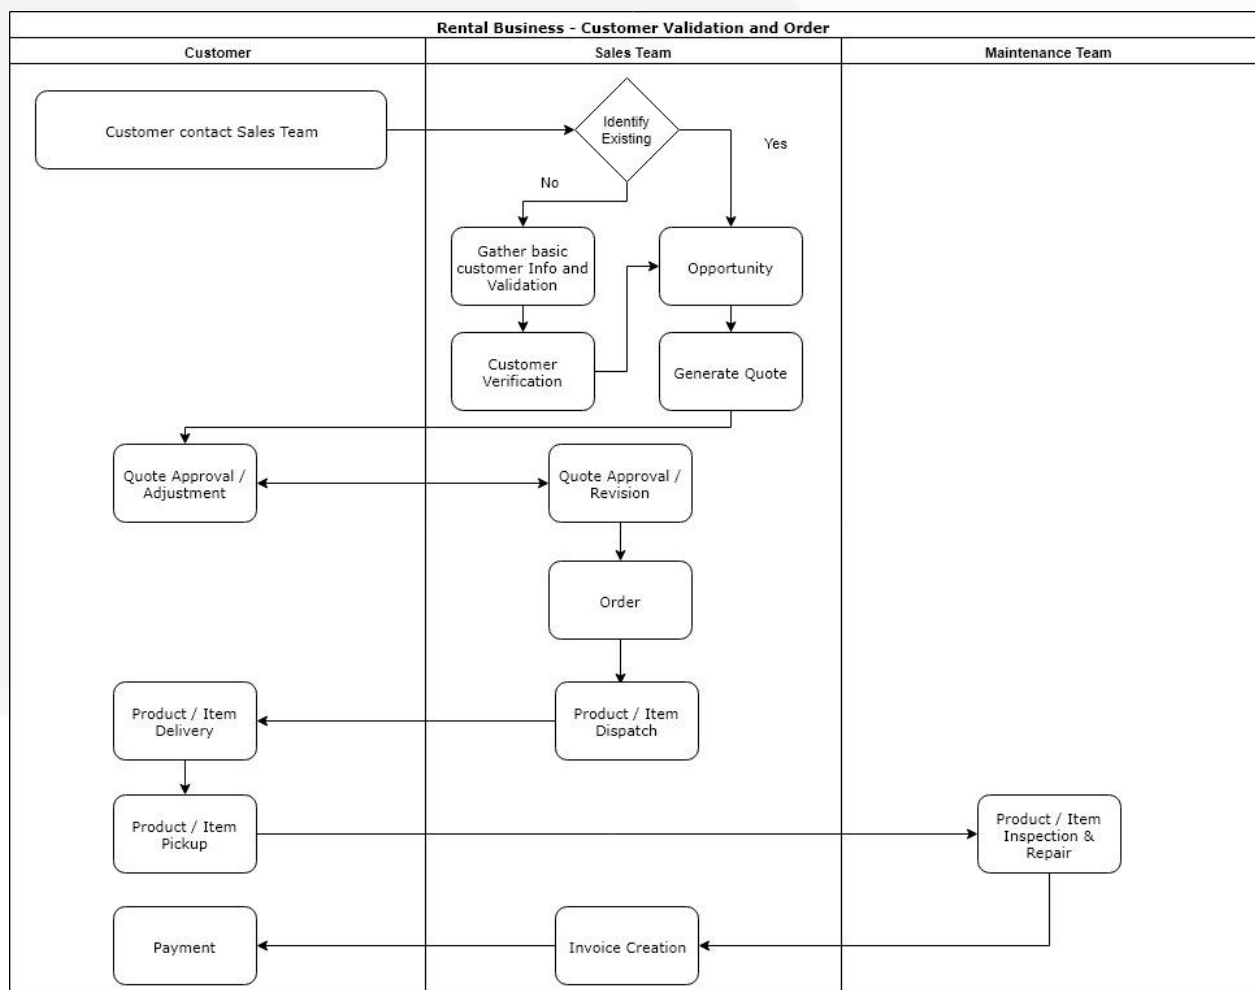 Rental Business - Customer Validation and Order
Customer
Sales Team
Maintenance Team
Customer contact Sales Team
Identify
Existing
Yes
No
Gather basic
customer Info and
Validation
Opportunity
Customer
Verification
Generate Quote
Quote Approval /
Adjustment
Quote Approval /
Revision
Order
Product / Item
Delivery
Product / Item
Dispatch
Product / Item
Pickup
Product / Item
Inspection &
Repair
Payment
Invoice Creation